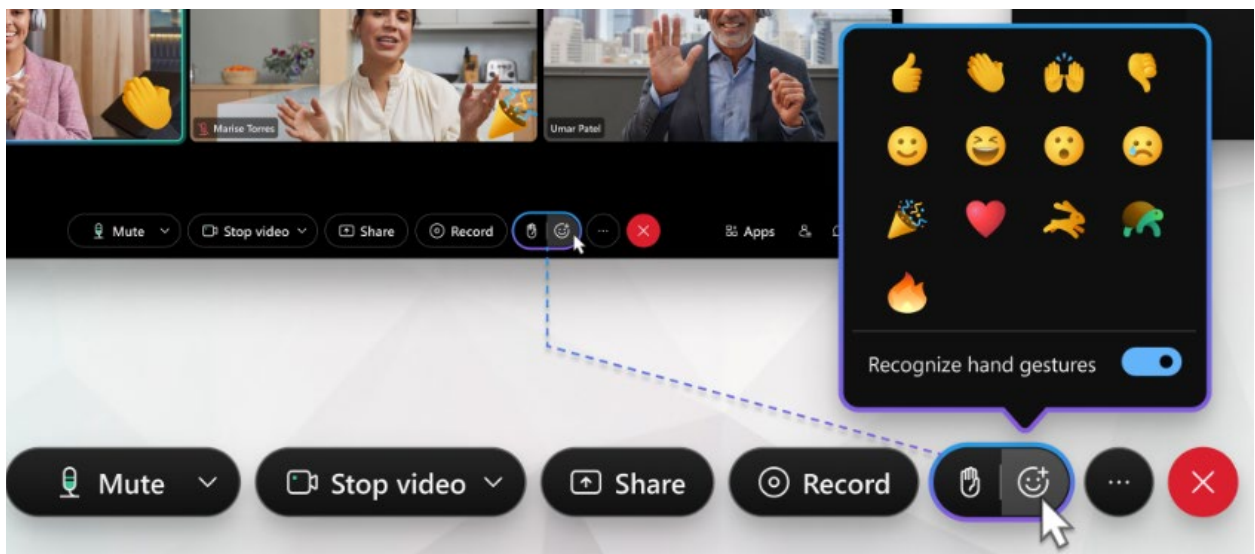 Marise Torres
Umar Patel
Mute
Stop video
Share
Record
Apps
Recognize hand gestures
Mute
Stop video
Share
Record